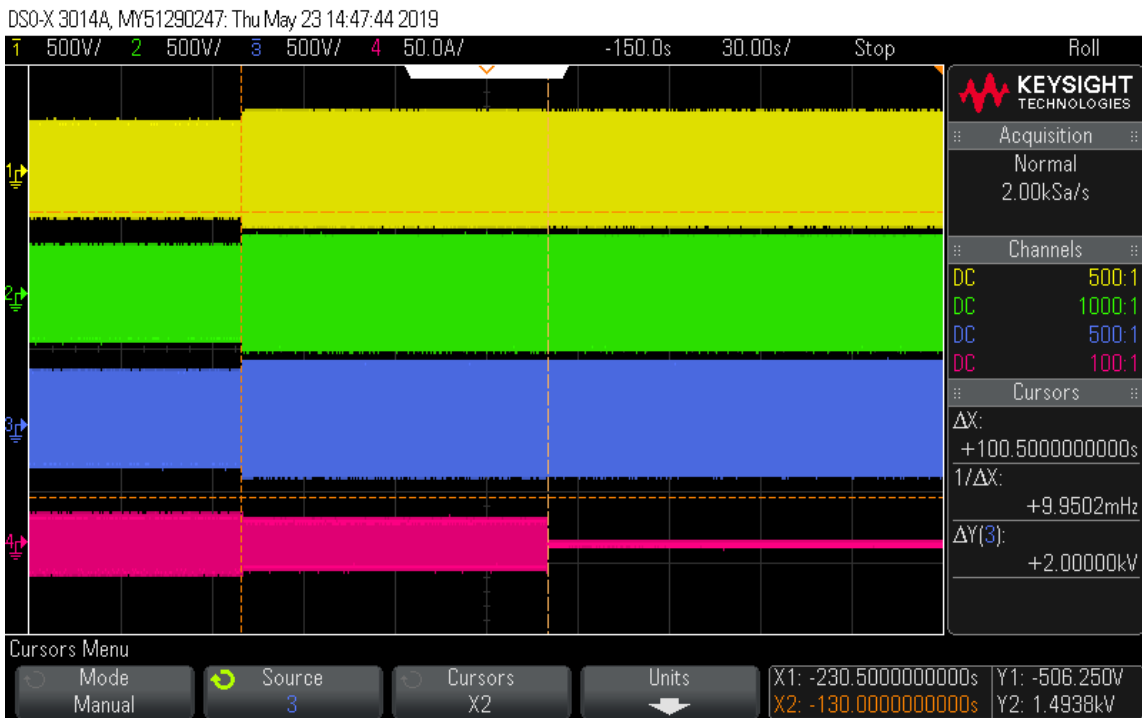 DSO-X 3014A, MY51290247: Thu May 23 14:47:44 2019
1 500V/ 2 500V/ 3 500V/ 4 50.0A/ -150.0s 30.00s/ Stop Roll
KEYSIGHT
TECHNOLOGIES
Acquisition
Normal
2.00kSa/s
1
Channels
DC 500:1
2
DC 1000:1
DC 500:1
DC 100:1
Cursors
3
ΔX:
+100.5000000000s
1/ΔX:
+9.9502mHz
4
ΔY(3):
+2.00000kV
Cursors Menu
Mode
Manual
Source
3
Cursors
X2
Units
X1: -230.5000000000s
X2: -130.0000000000s
Y1: -506.250V
Y2: 1.4938kV